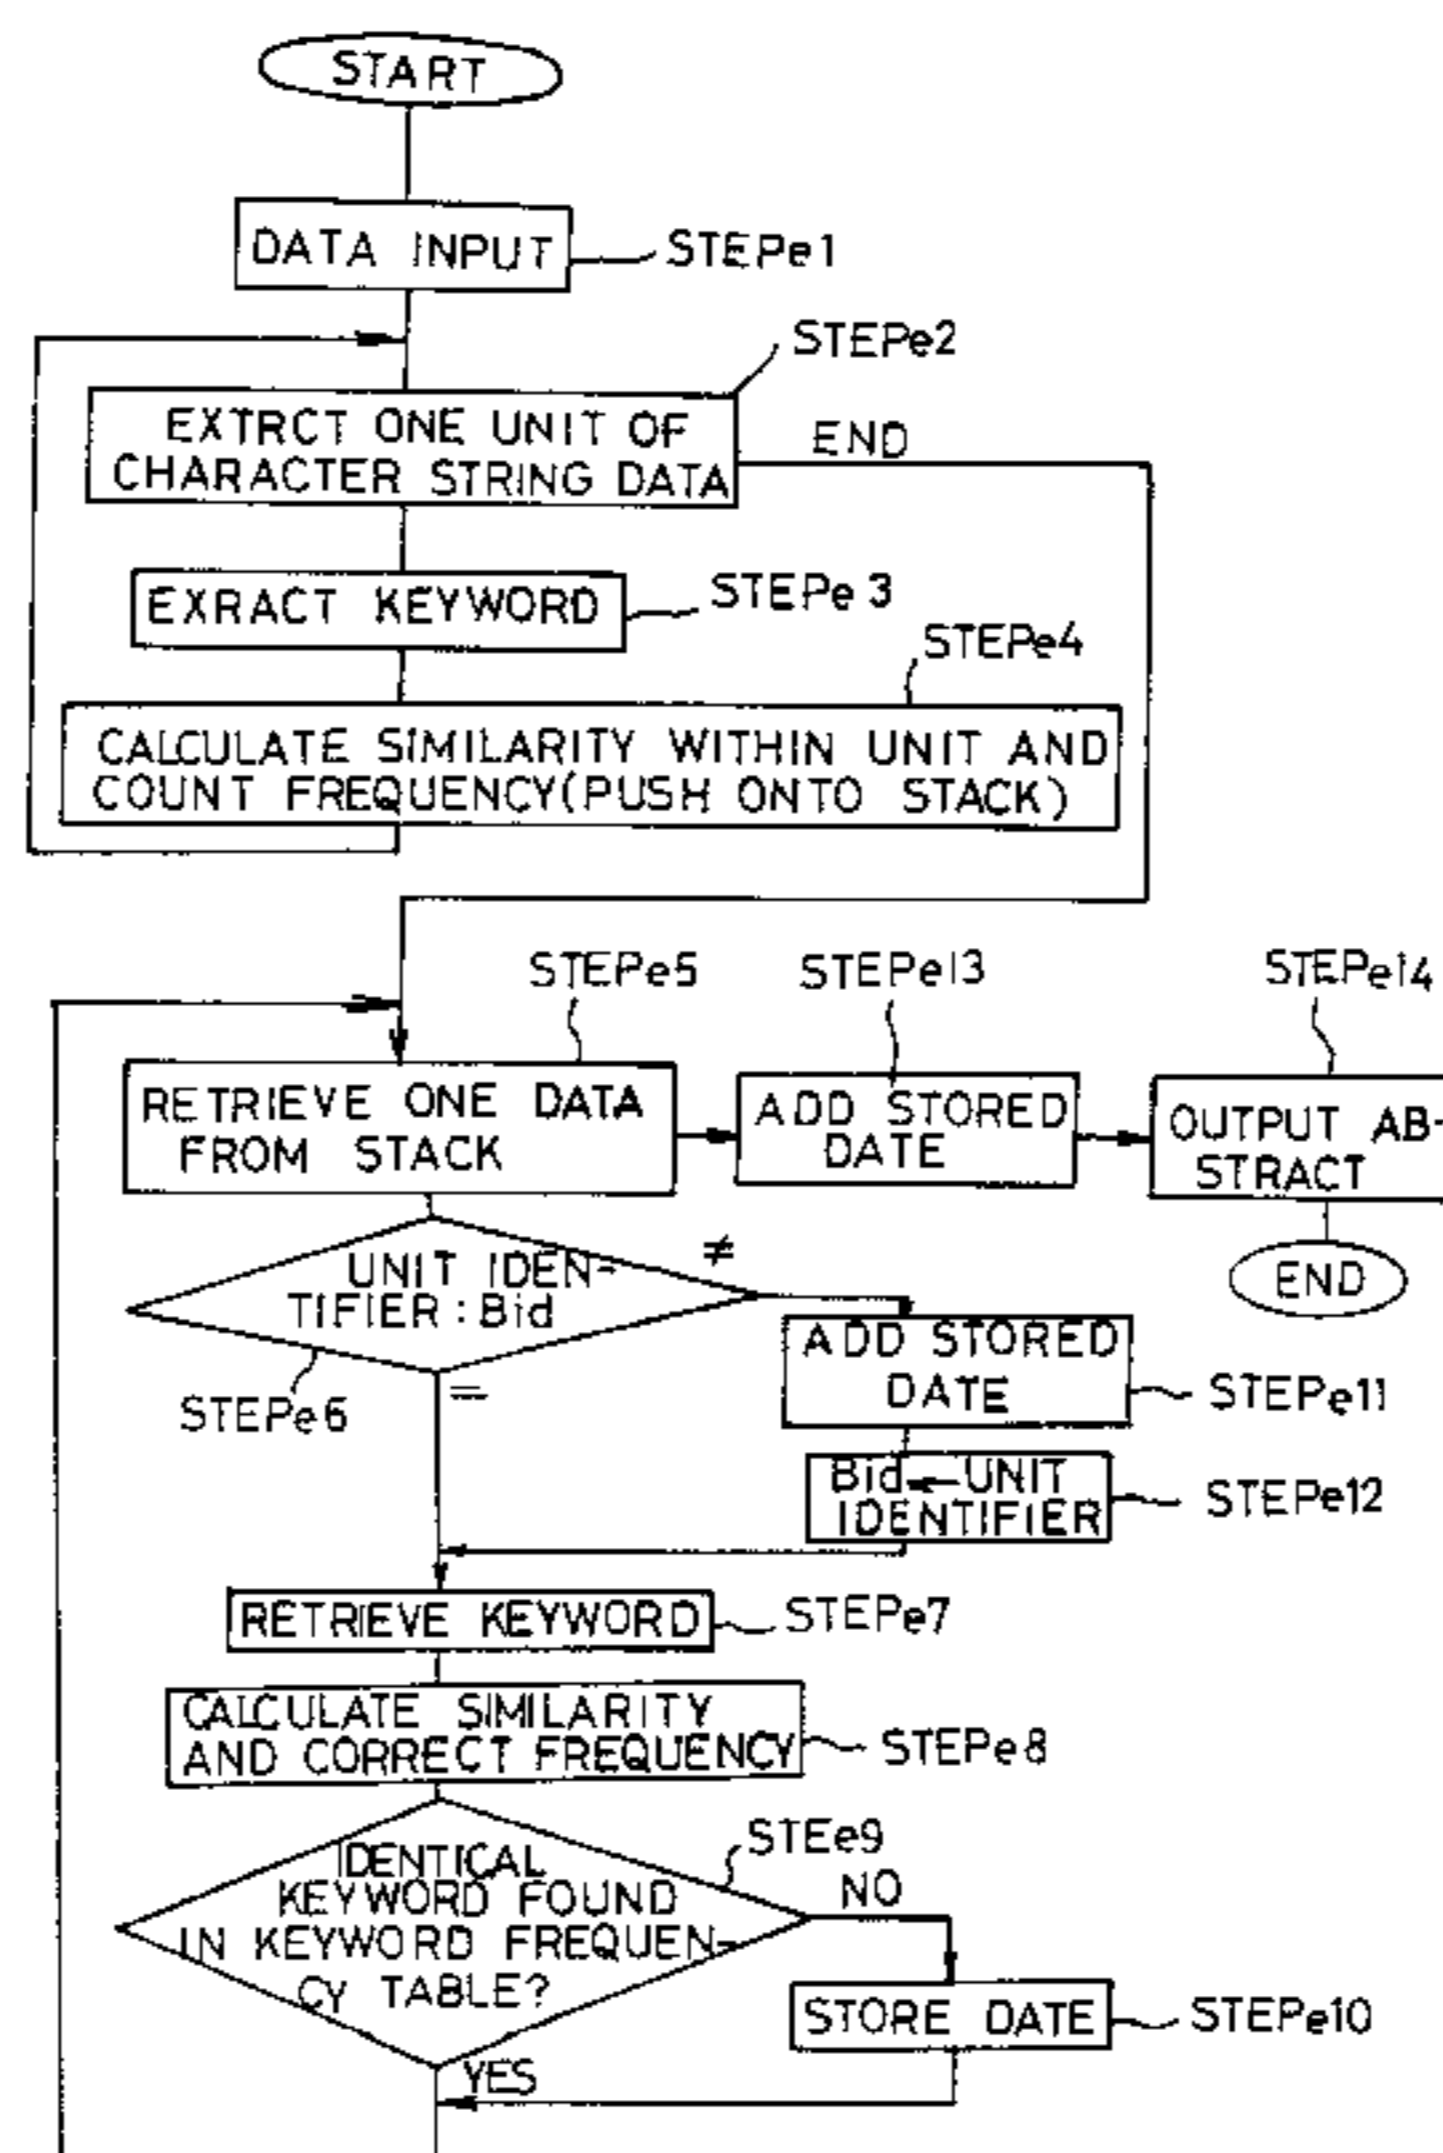 START
DATA INPUT
STEPe1
STEPe2
EXTRCT ONE UNIT OF
CHARACTER STRING DATA
END
EXRACT KEYWORD
STEPe3
STEPe4
CALCULATE SIMILARITY WITHIN UNIT AND
COUNT FREQUENCY(PUSH ONTO STACK)
STEPe5
STEPe13
STEPe14
RETRIEVE ONE DATA
FROM STACK
ADD STORED
DATE
OUTPUT AB-
STRACT
END
UNIT IDEN-
TIFIER:Bid
≠
=
STEPe6
ADD STORED
DATE
STEPe11
Bid←UNIT
IDENTIFIER
STEPe12
RETRIEVE KEYWORD
STEPe7
CALCULATE SIMILARITY
AND CORRECT FREQUENCY
STEPe8
STEe9
IDENTICAL
KEYWORD FOUND
IN KEYWORD FREQUEN-
CY TABLE?
NO
STORE DATE
STEPe10
YES